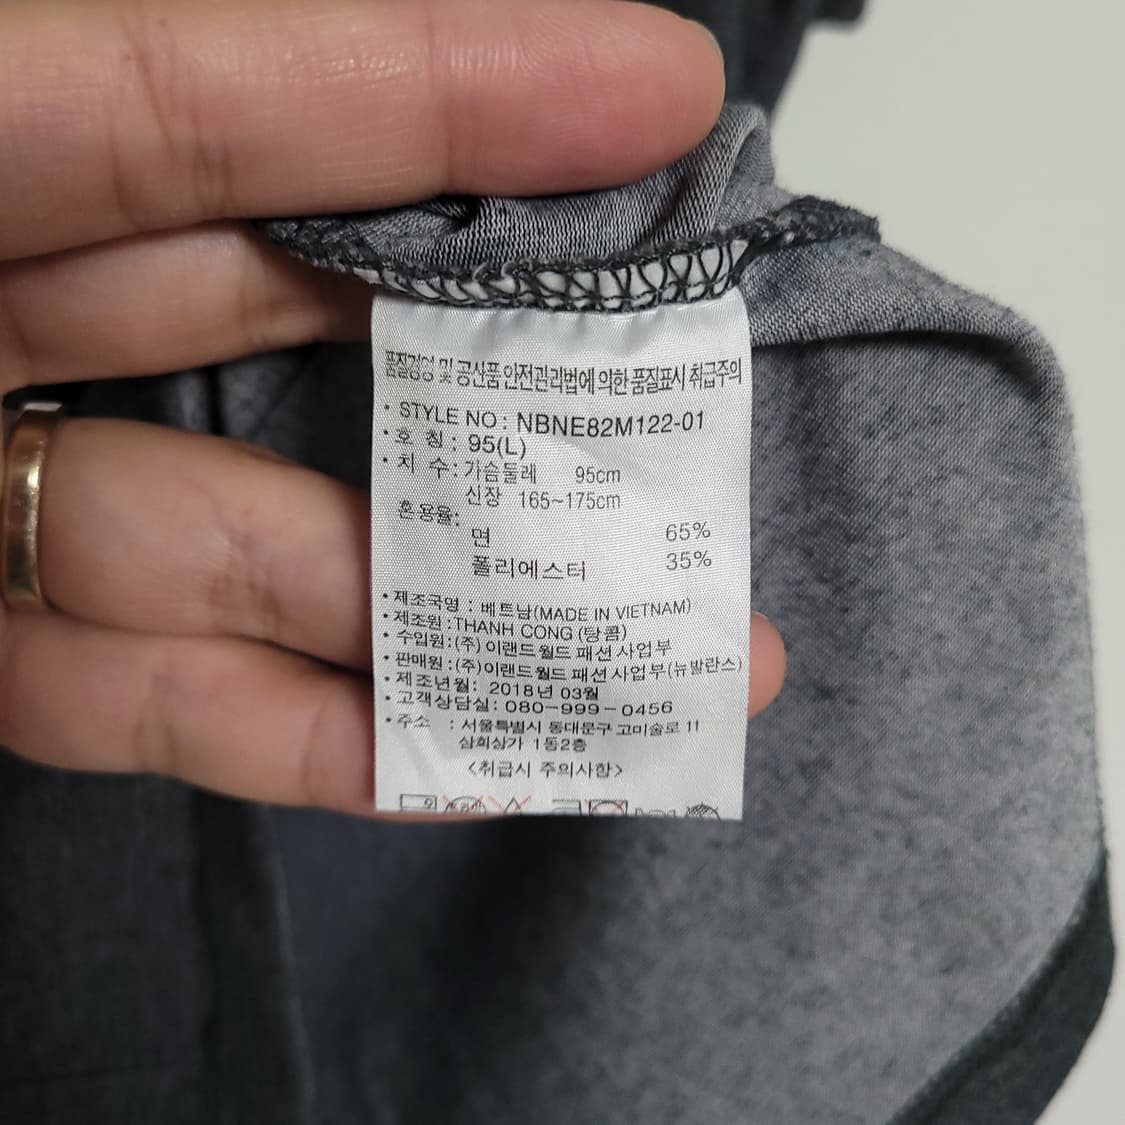 품질경영 및 공산품 안전관리법에 의한 품질표시 취급주의
• STYLE NO : NBNE82M122-01
• 호 칭 : 95(L)
• 치 수 : 가슴둘레 95cm
신장 165~175cm
혼용율:
면 65%
폴리에스터 35%
• 제조국명 : 베트남(MADE IN VIETNAM)
• 제조원 : THANH CONG (탕콤)
• 수입원 : (주) 이랜드월드 패션사업부
• 판매원 : (주)이랜드월드 패션사업부(뉴발란스)
• 제조년월: 2018년 03월
• 고객상담실: 080-999-0456
• 주소 : 서울특별시 동대문구 고미술로 11
삼희상가 1동2층
<취급시 주의사항>